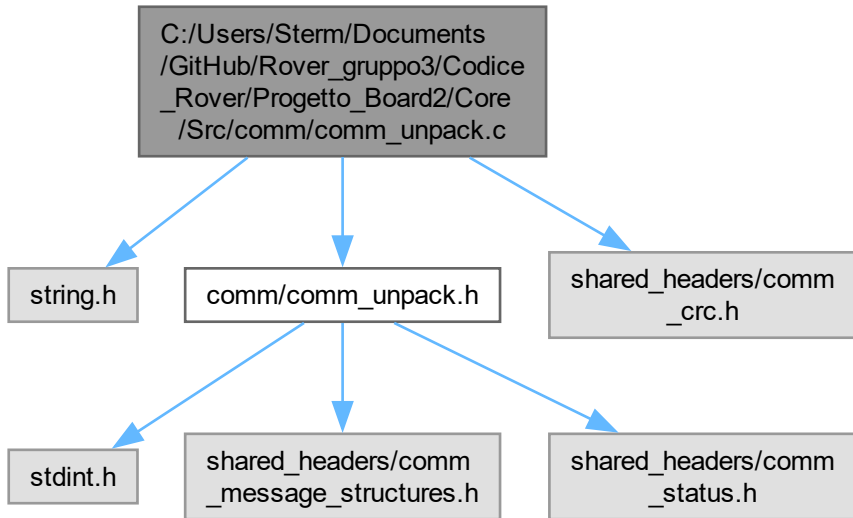 C:/Users/Sterm/Documents
/GitHub/Rover_gruppo3/Codice
_Rover/Progetto_Board2/Core
/Src/comm/comm_unpack.c
string.h
comm/comm_unpack.h
shared_headers/comm
_crc.h
stdint.h
shared_headers/comm
_message_structures.h
shared_headers/comm
_status.h